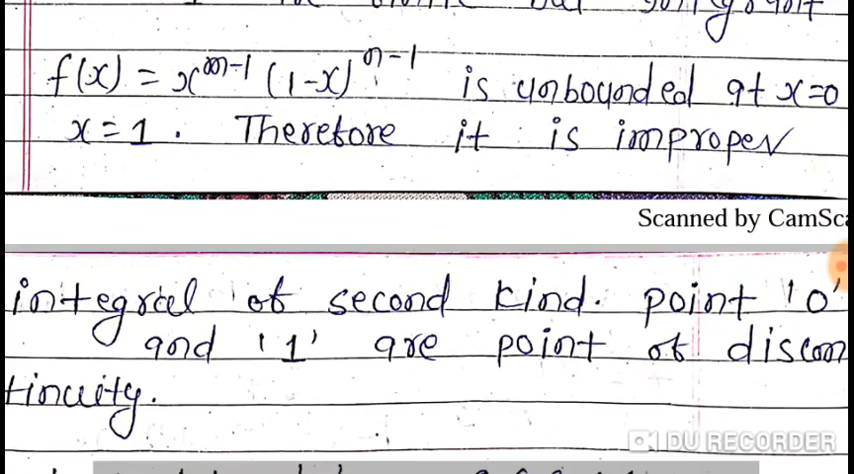 f(x) = x^m-1 (1-x)^n-1 is unbounded at x=0
x = 1 . Therefore it is improper
Scanned by CamSca
integral of second kind. point '0'
and '1' are point of discon
tinuity.
DU RECORDER